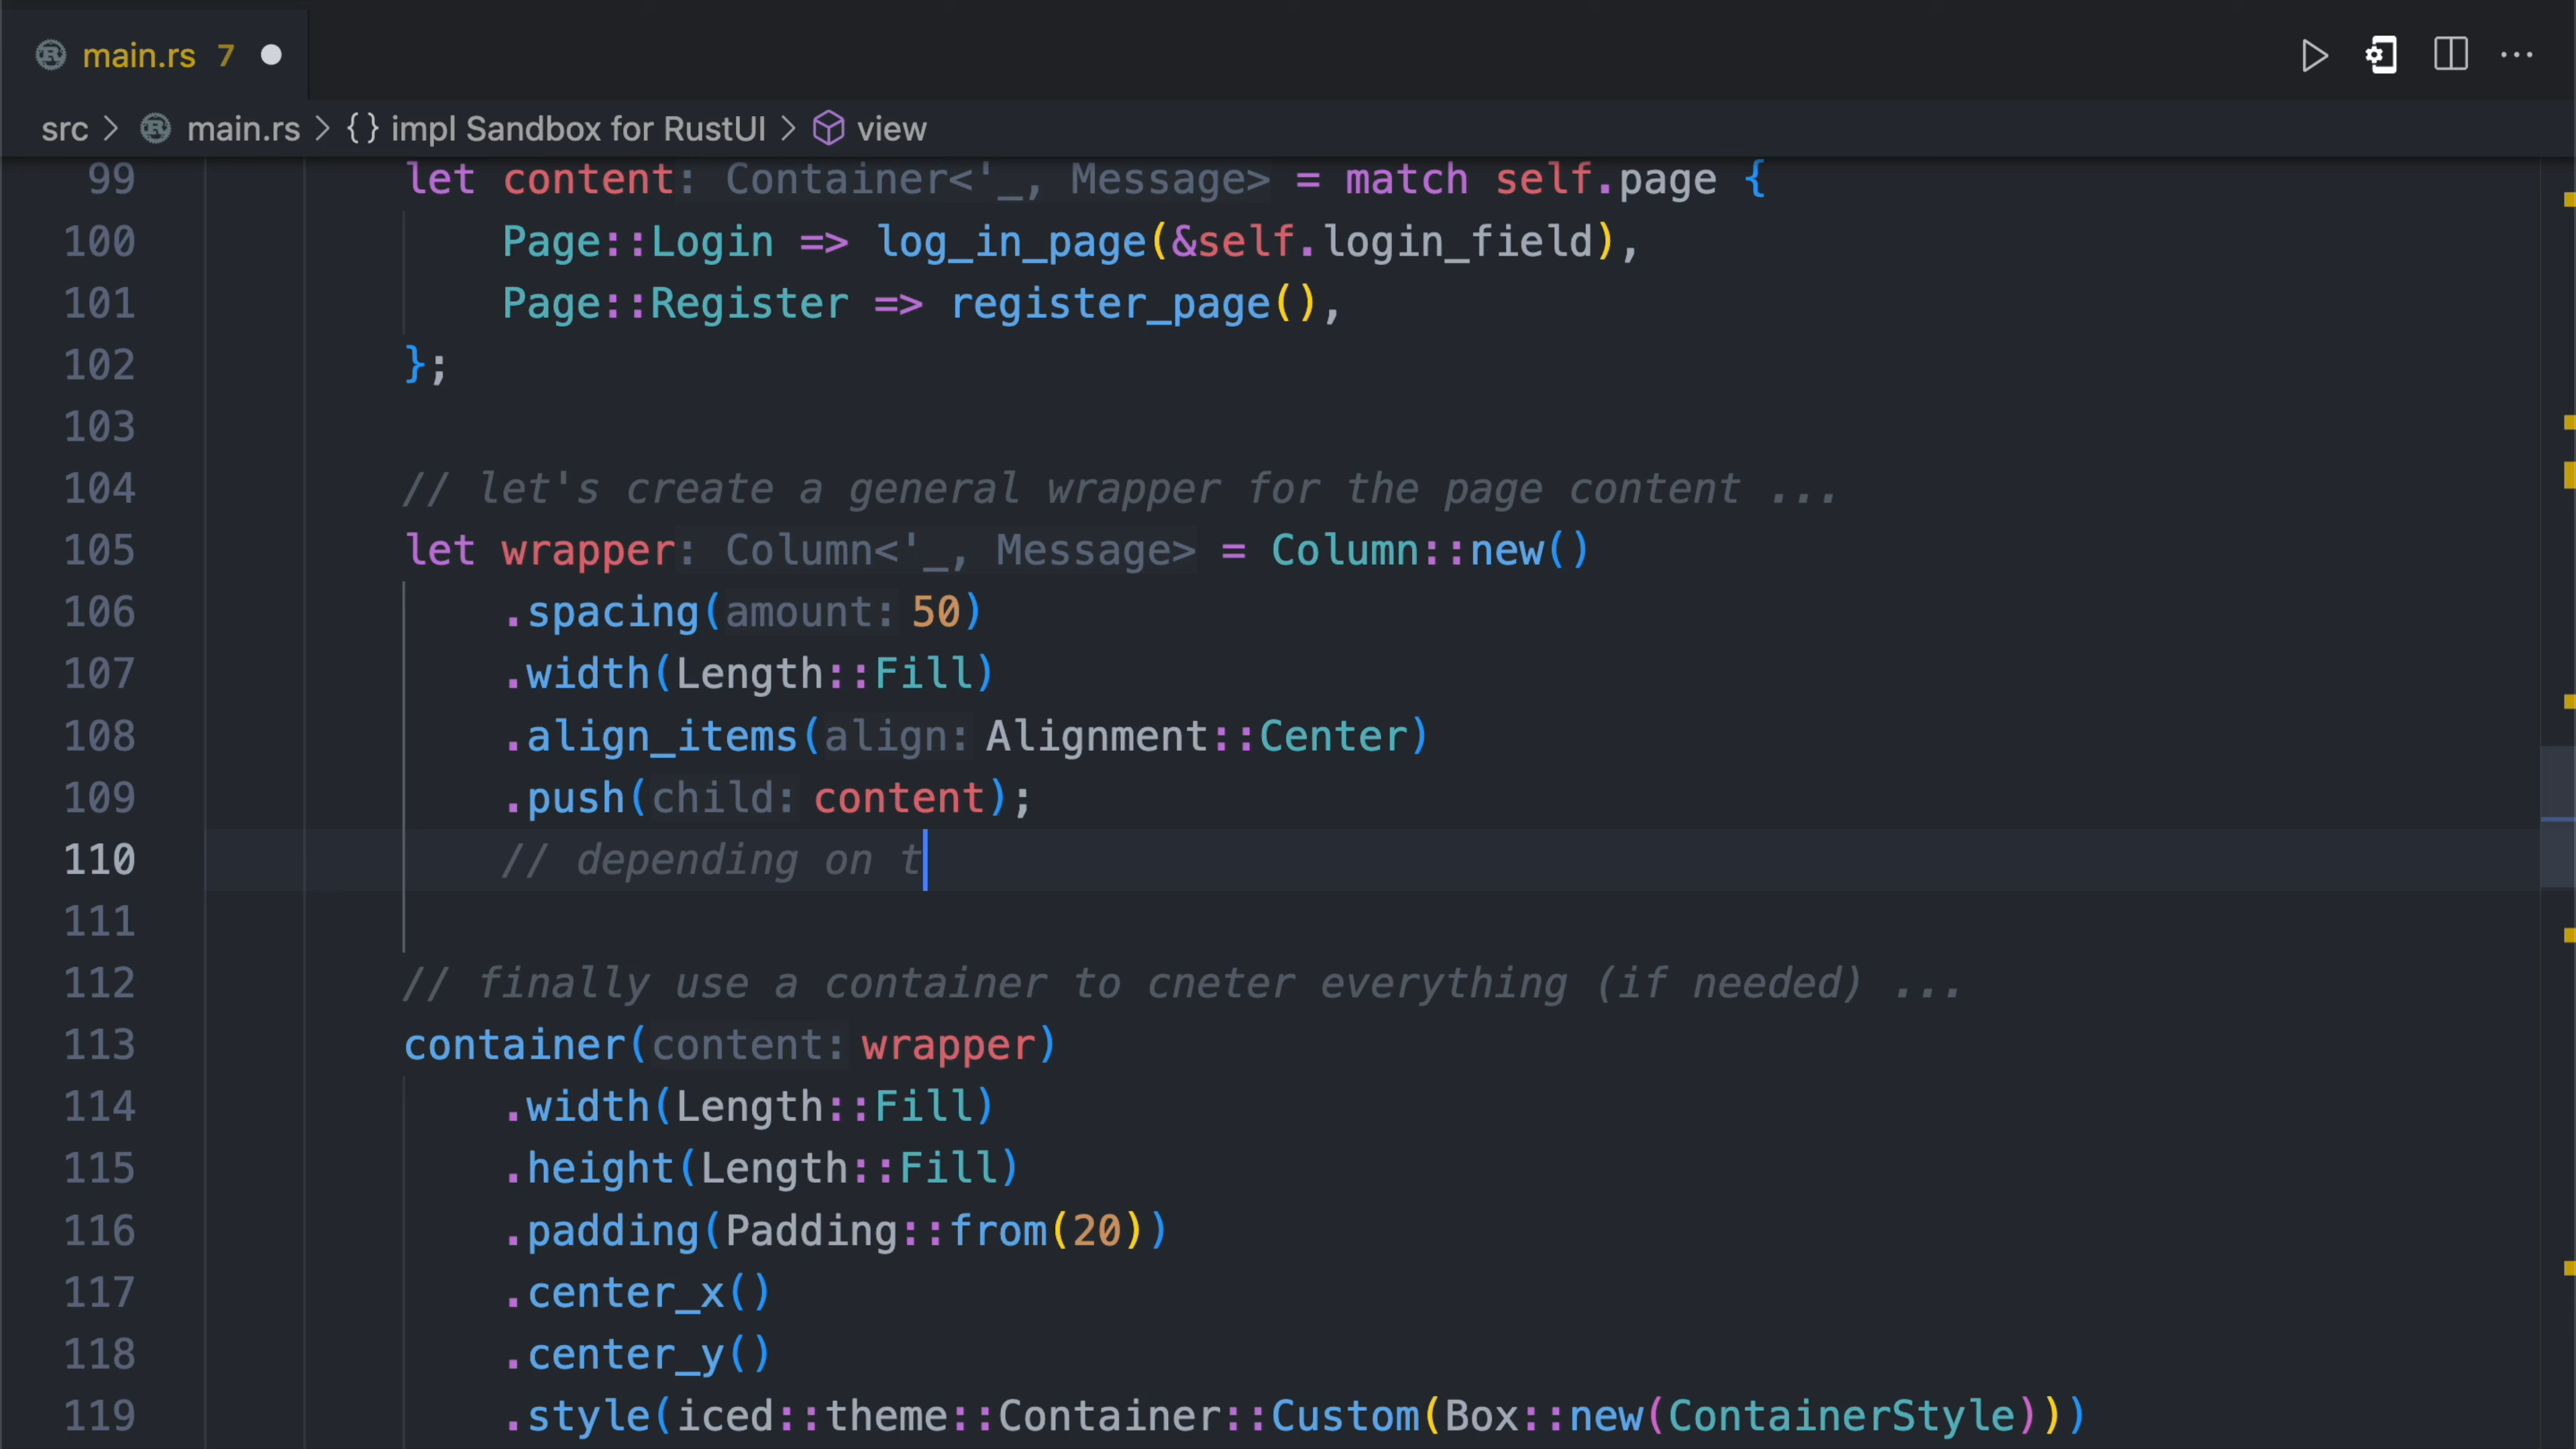 main.rs 7
src > main.rs > {} impl Sandbox for RustUI > view
99 let content: Container<'_, Message> = match self.page {
100 Page::Login => log_in_page(&self.login_field),
101 Page::Register => register_page(),
102 };
103
104 // let's create a general wrapper for the page content ...
105 let wrapper: Column<'_, Message> = Column::new()
106 .spacing(amount: 50)
107 .width(Length::Fill)
108 .align_items(align: Alignment::Center)
109 .push(child: content);
110 // depending on t
111
112 // finally use a container to cneter everything (if needed) ...
113 container(content: wrapper)
114 .width(Length::Fill)
115 .height(Length::Fill)
116 .padding(Padding::from(20))
117 .center_x()
118 .center_y()
119 .style(iced::theme::Container::Custom(Box::new(ContainerStyle)))